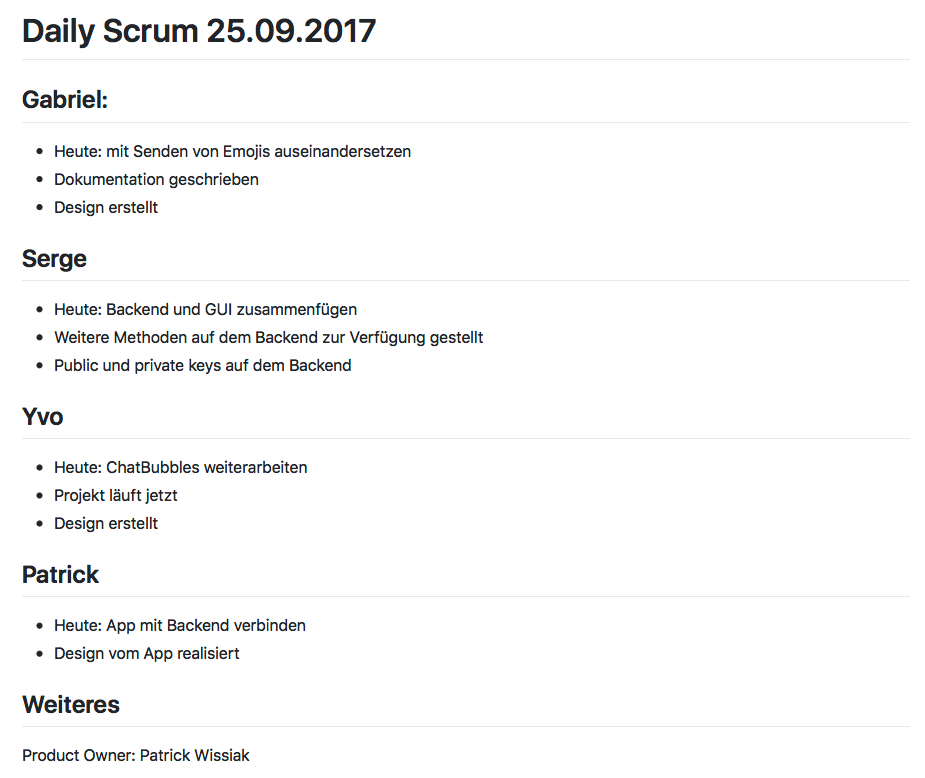 Daily Scrum 25.09.2017
Gabriel:
Heute: mit Senden von Emojis auseinandersetzen
Dokumentation geschrieben
Design erstellt
Serge
Heute: Backend und GUI zusammenfügen
Weitere Methoden auf dem Backend zur Verfügung gestellt
Public und private keys auf dem Backend
Yvo
Heute: ChatBubbles weiterarbeiten
Projekt läuft jetzt
Design erstellt
Patrick
Heute: App mit Backend verbinden
Design vom App realisiert
Weiteres
Product Owner: Patrick Wissiak